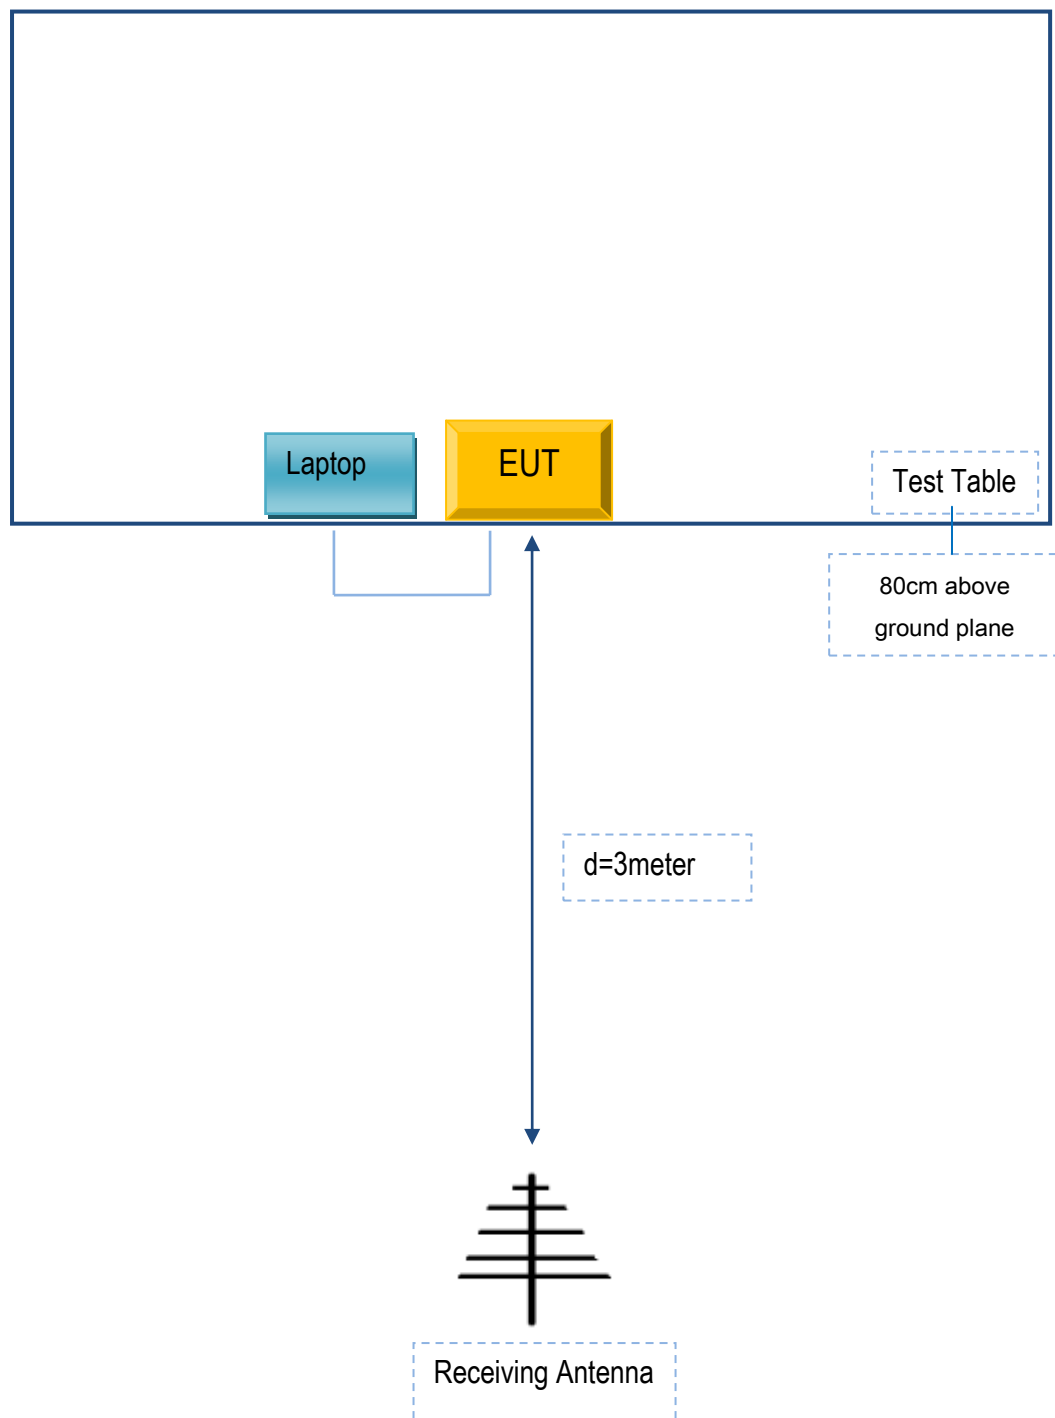 Laptop
EUT
Test Table
80cm above
ground plane
d=3meter
Receiving Antenna